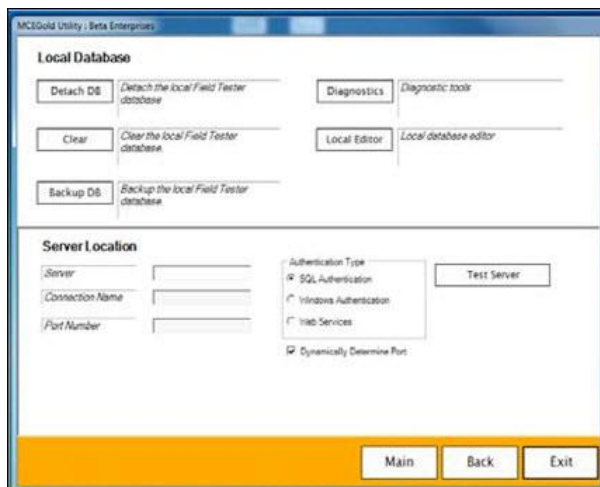 MCEGold Utility : Beta Enterprises
Local Database
Detach DB
Detach the local Field Tester
database
Diagnostics
Diagnostic tools
Clear
Clear the local Field Tester
database.
Local Editor
Local database editor
Backup DB
Backup the local Field Tester
database.
Server Location
Server
Connection Name
Port Number
Authentication Type
SQL Authentication
Windows Authentication
Web Services
Dynamically Determine Port
Test Server
Main
Back
Exit